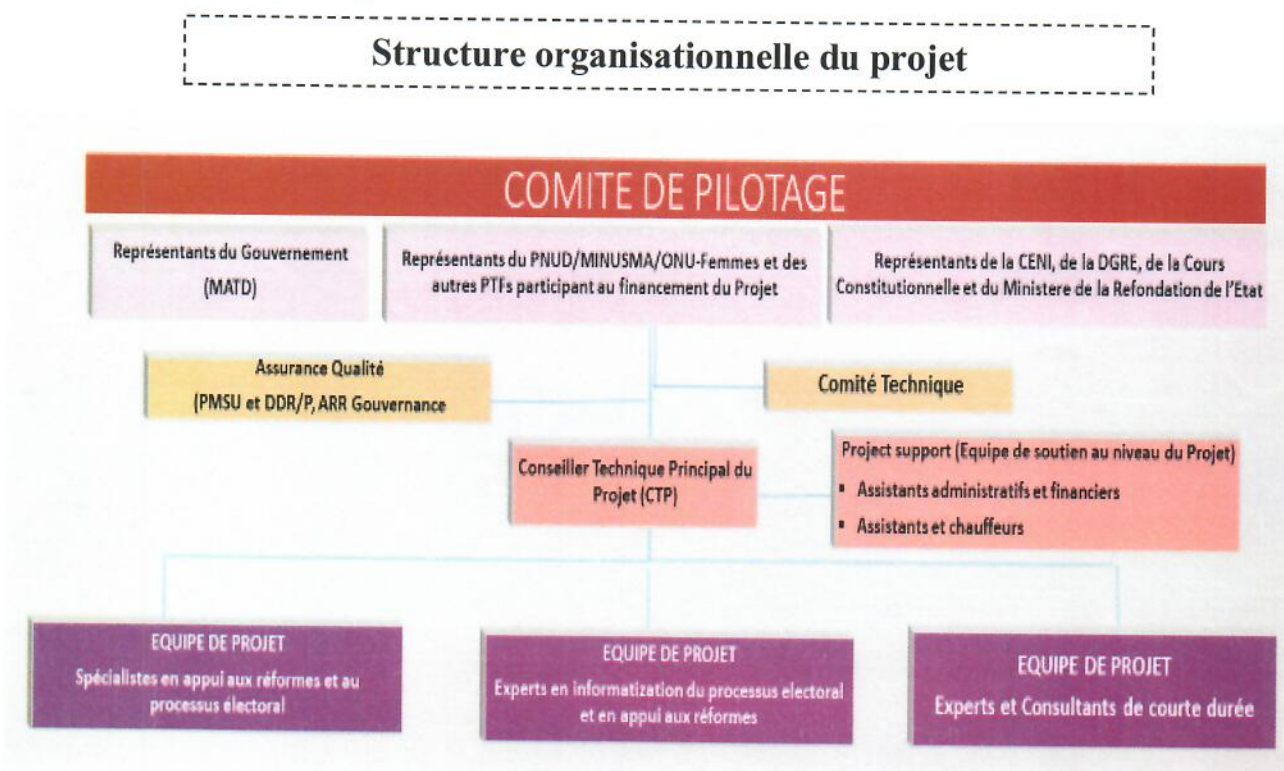 Structure organisationnelle du projet
COMITE DE PILOTAGE
Représentants du Gouvernement
(MATD)
Représentants du PNUD/MINUSMA/ONU-Femmes et des
autres PTFs participant au financement du Projet
Représentants de la CENI, de la DGRE, de la Cours
Constitutionnelle et du Ministere de la Refondation de l'Etat
Assurance Qualité
(PMSU et DDR/P, ARR Gouvernance
Comité Technique
Conseiller Technique Principal du
Projet (CTP)
Project support (Equipe de soutien au niveau du Projet)
▪ Assistants administratifs et financiers
▪ Assistants et chauffeurs
EQUIPE DE PROJET
Spécialistes en appui aux réformes et au
processus électoral
EQUIPE DE PROJET
Experts en informatization du processus electoral
et en appui aux réformes
EQUIPE DE PROJET
Experts et Consultants de courte durée